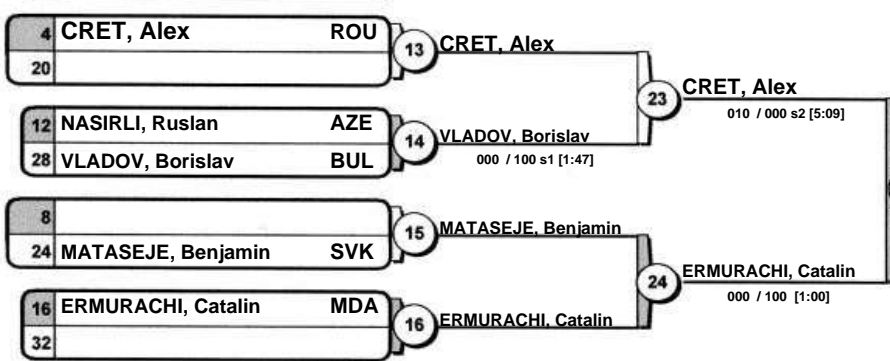 4 CRET, Alex ROU
20
13 CRET, Alex
12 NASIRLI, Ruslan AZE
28 VLADOV, Borislav BUL
14 VLADOV, Borislav
000 / 100 s1 [1:47]
23 CRET, Alex
010 / 000 s2 [5:09]
8
24 MATASEJE, Benjamin SVK
15 MATASEJE, Benjamin
16 ERMURACHI, Catalin MDA
32
16 ERMURACHI, Catalin
24 ERMURACHI, Catalin
000 / 100 [1:00]